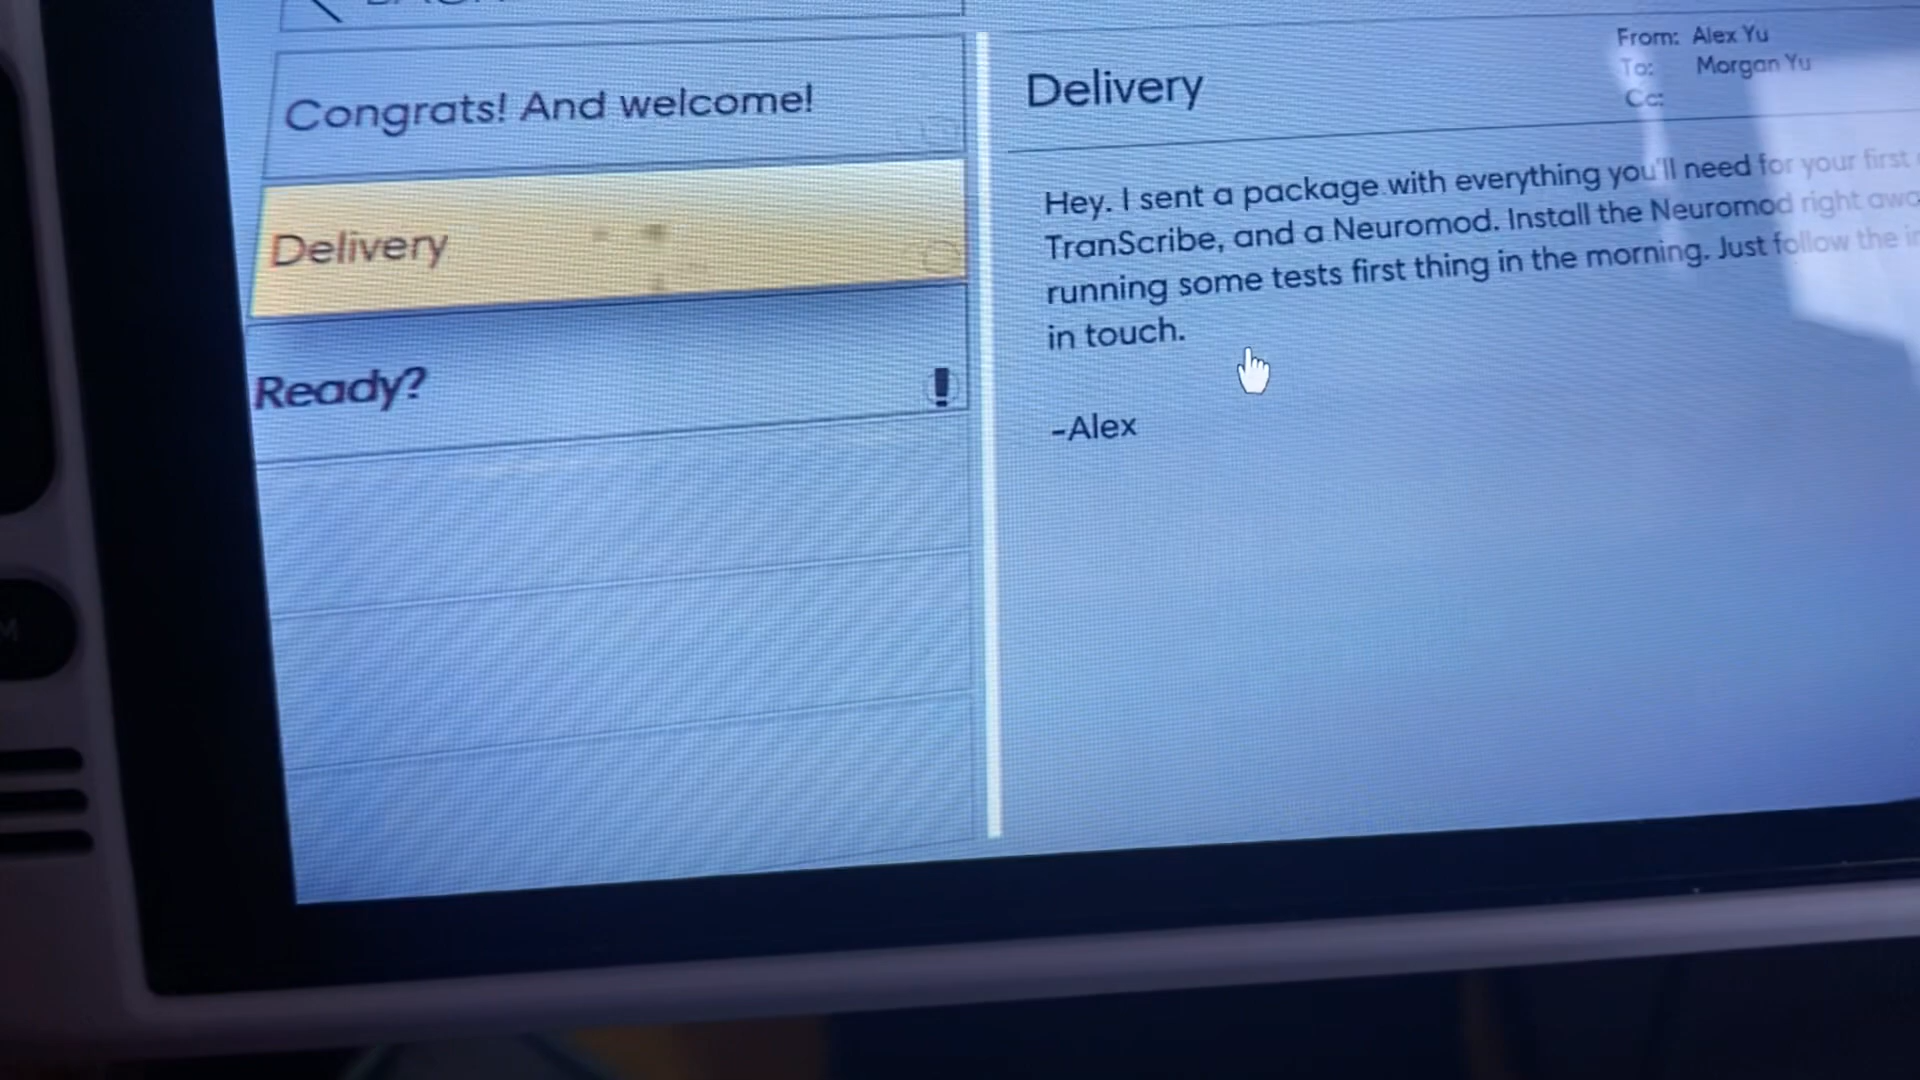 Congrats! And welcome!
Delivery
Ready?
!
Delivery
From: Alex Yu
To: Morgan Yu
Cc:
Hey. I sent a package with everything you'll need for your first
TranScribe, and a Neuromod. Install the Neuromod right
running some tests first thing in the morning. Just follow the
in touch.
-Alex